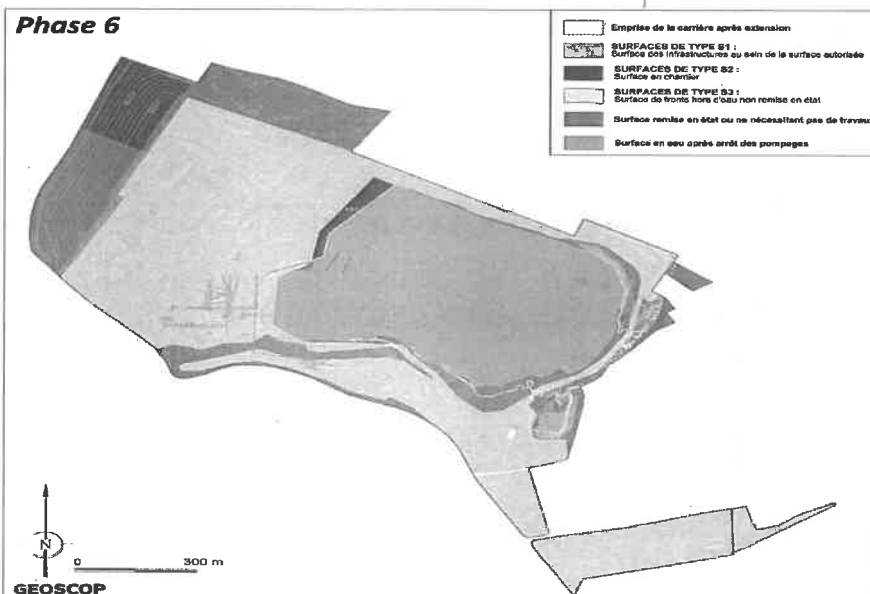 Phase 6
Emprise de la carrière après extension
SURFACES DE TYPE S1 :
Surface des infrastructures au sein de la surface autorisée
SURFACES DE TYPE S2 :
Surface en chantier
SURFACES DE TYPE S3 :
Surface de fronts hors d'eau non remise en état
Surface remise en état ou ne nécessitant pas de travaux
Surface en eau après arrêt des pompages
N
0 300 m
GEOSCOP